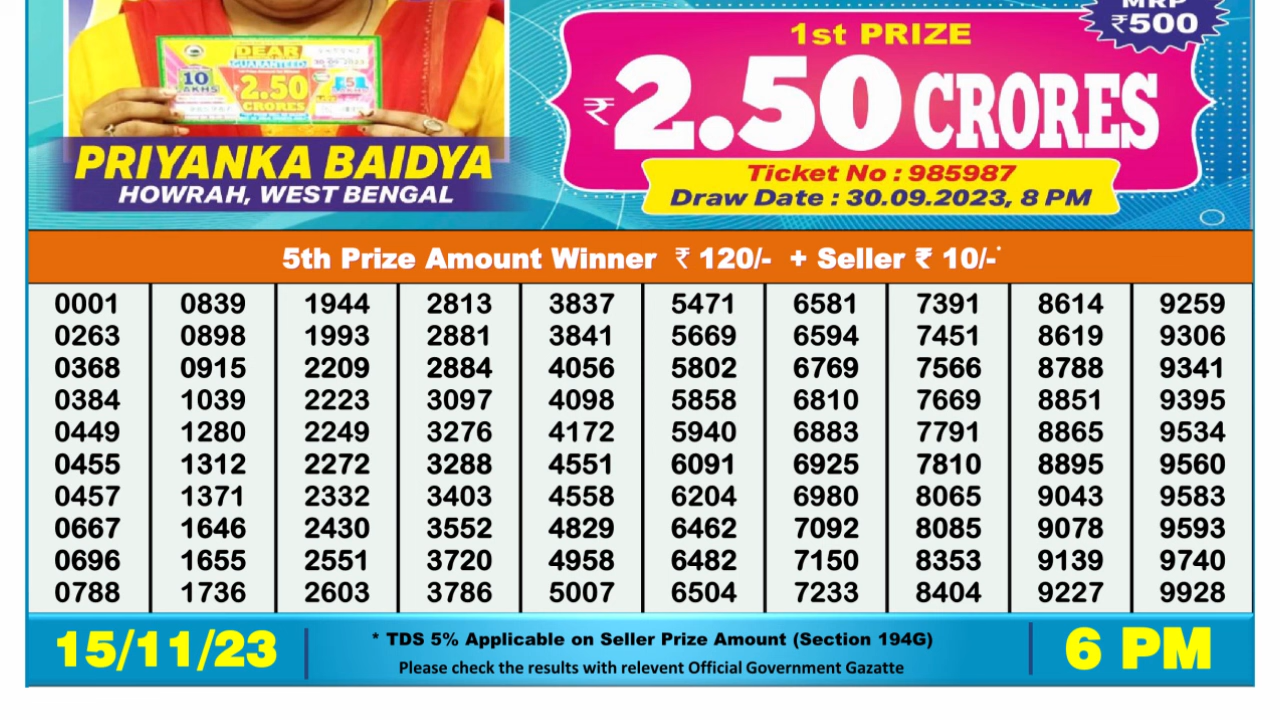 MRP
₹500
1st PRIZE
₹2.50 CRORES
Ticket No : 985987
Draw Date : 30.09.2023, 8 PM
DEAR
GUARANTEED
10
2.50
CRORES
PRIYANKA BAIDYA
HOWRAH, WEST BENGAL
5th Prize Amount Winner ₹ 120/- + Seller ₹ 10/-*
0001 0839 1944 2813 3837 5471 6581 7391 8614 9259
0263 0898 1993 2881 3841 5669 6594 7451 8619 9306
0368 0915 2209 2884 4056 5802 6769 7566 8788 9341
0384 1039 2223 3097 4098 5858 6810 7669 8851 9395
0449 1280 2249 3276 4172 5940 6883 7791 8865 9534
0455 1312 2272 3288 4551 6091 6925 7810 8895 9560
0457 1371 2332 3403 4558 6204 6980 8065 9043 9583
0667 1646 2430 3552 4829 6462 7092 8085 9078 9593
0696 1655 2551 3720 4958 6482 7150 8353 9139 9740
0788 1736 2603 3786 5007 6504 7233 8404 9227 9928
15/11/23
* TDS 5% Applicable on Seller Prize Amount (Section 194G)
Please check the results with relevent Official Government Gazatte
6 PM